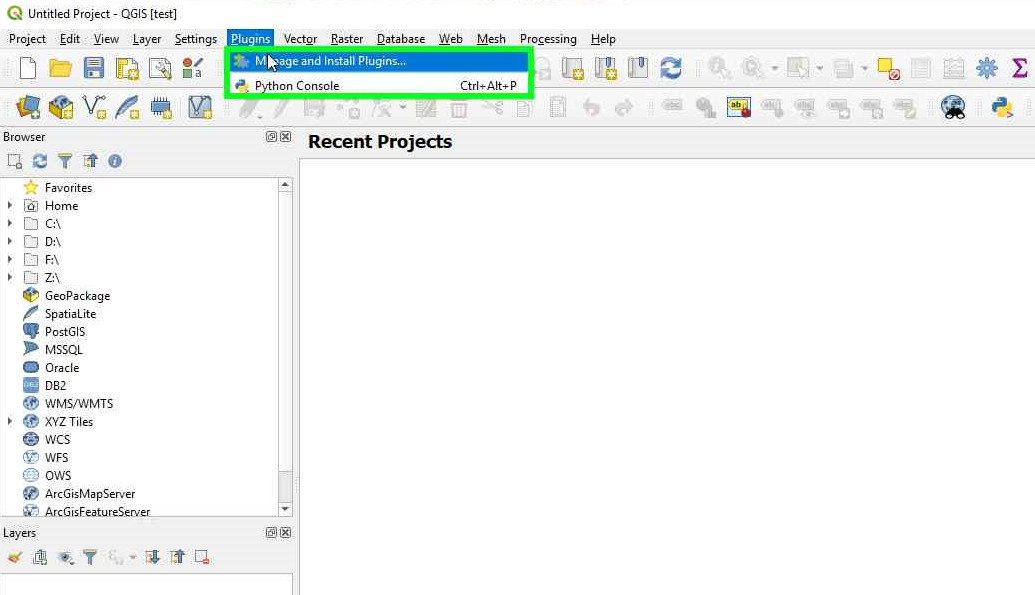 Untitled Project - QGIS [test]
Project Edit View Layer Settings Plugins Vector Raster Database Web Mesh Processing Help
Manage and Install Plugins...
Python Console Ctrl+Alt+P
Browser
Recent Projects
Favorites
Home
C:\
D:\
F:\
Z:\
GeoPackage
SpatiaLite
PostGIS
MSSQL
Oracle
DB2
WMS/WMTS
XYZ Tiles
WCS
WFS
OWS
ArcGisMapServer
ArcGisFeatureServer
Layers